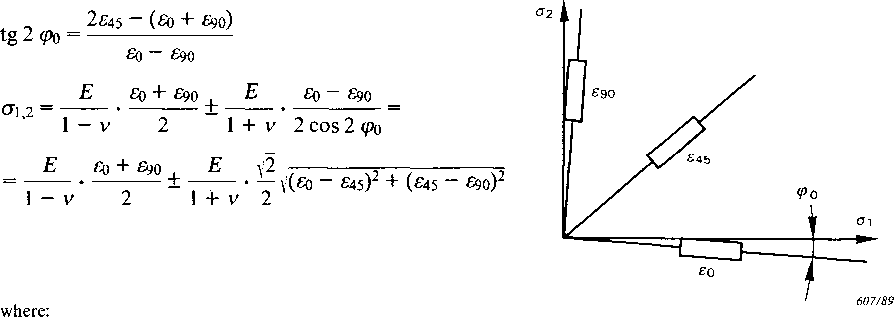 tg 2 φ₀ = (2ε₄₅ − (ε₀ + ε₉₀)) / (ε₀ − ε₉₀)
σ₁,₂ = E / (1 − ν) · (ε₀ + ε₉₀) / 2 ± E / (1 + ν) · (ε₀ − ε₉₀) / (2 cos 2 φ₀) =
= E / (1 − ν) · (ε₀ + ε₉₀) / 2 ± E / (1 + ν) · √2 / 2 √((ε₀ − ε₄₅)² + (ε₄₅ − ε₉₀)²)
where:
σ₂
ε₉₀
ε₄₅
φ₀
σ₁
ε₀
607/89